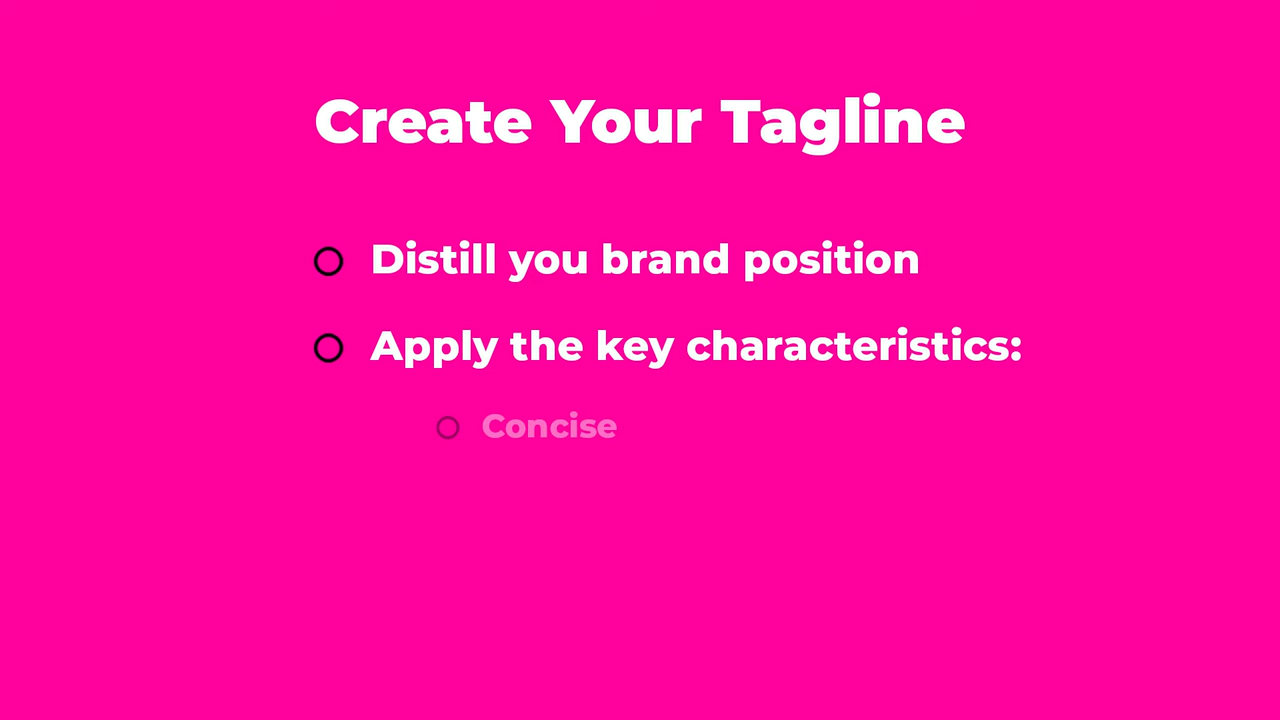 Create Your Tagline
Distill you brand position
Apply the key characteristics:
Concise